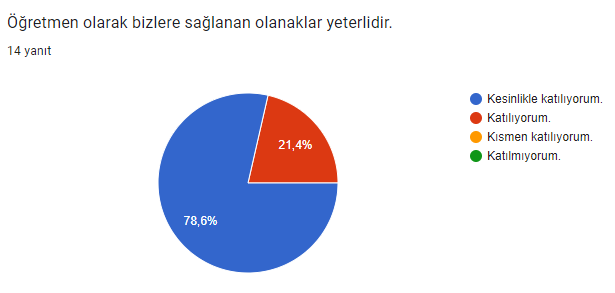 Öğretmen olarak bizlere sağlanan olanaklar yeterlidir.
14 yanıt
Kesinlikle katılıyorum.
Katılıyorum.
Kısmen katılıyorum.
Katılmıyorum.
21,4%
78,6%